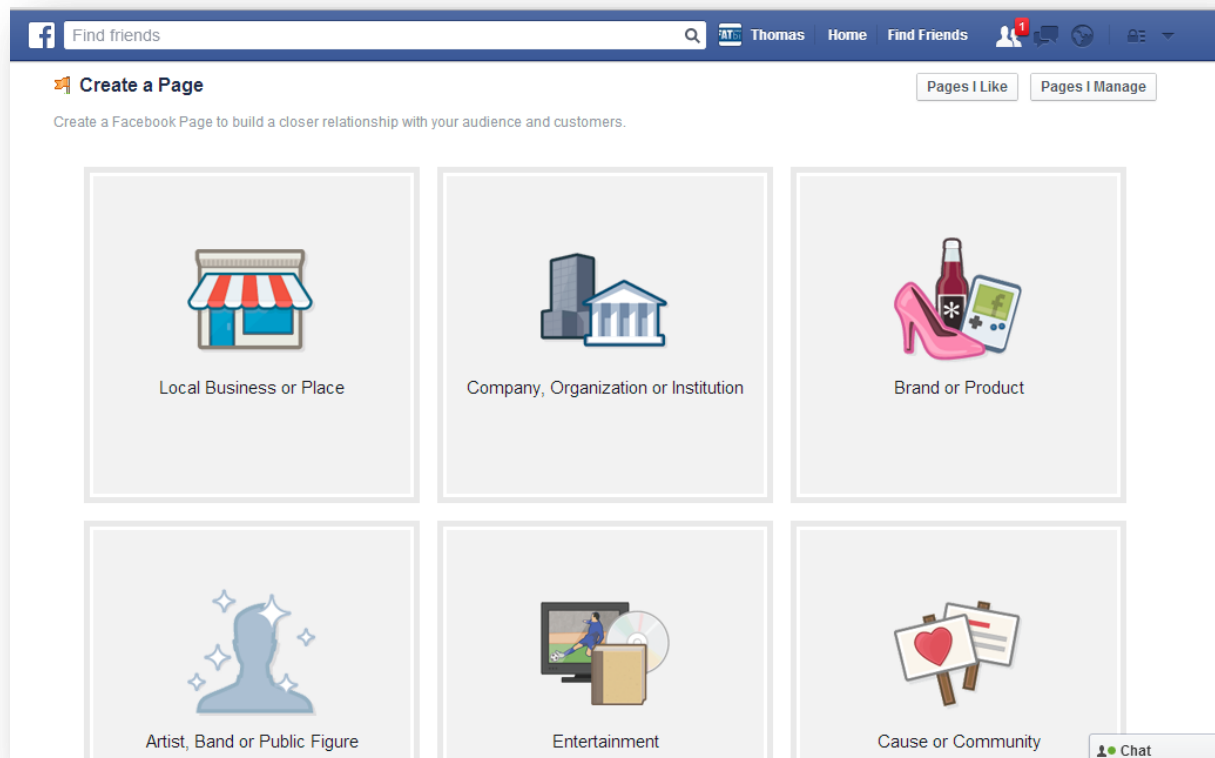 Find friends
Thomas Home Find Friends 1
Create a Page
Pages I Like Pages I Manage
Create a Facebook Page to build a closer relationship with your audience and customers.
Local Business or Place
Company, Organization or Institution
Brand or Product
Artist, Band or Public Figure
Entertainment
Cause or Community
Chat